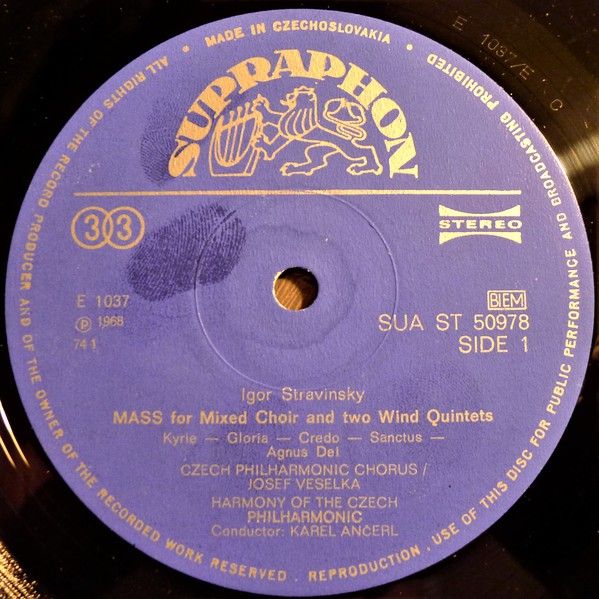 MADE IN CZECHOSLOVAKIA
ALL RIGHTS OF THE RECORD PRODUCER AND OF THE OWNER OF THE RECORDED WORK RESERVED . REPRODUCTION . USE OF THIS DISC FOR PUBLIC PERFORMANCE AND BROADCASTING PROHIBITED
E 1037/E C
SUPRAPHON
33
STEREO
E 1037
BIEM
℗ 1968
SUA ST 50978
74 1
SIDE 1
Igor Stravinsky
MASS for Mixed Choir and two Wind Quintets
Kyrie — Gloria — Credo — Sanctus —
Agnus Dei
CZECH PHILHARMONIC CHORUS /
JOSEF VESELKA
HARMONY OF THE CZECH
PHILHARMONIC
Conductor: KAREL ANČERL